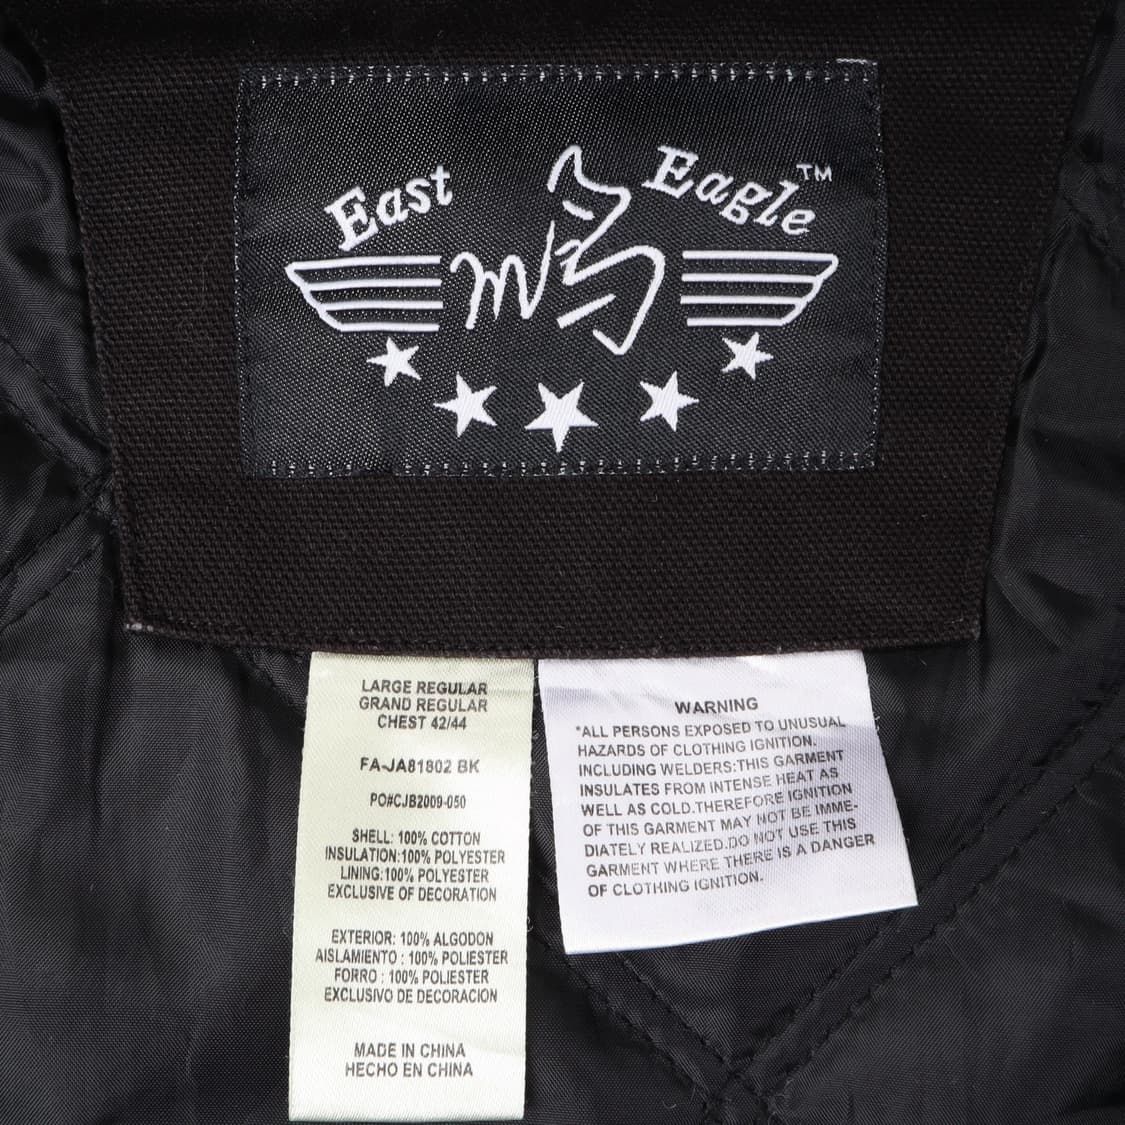 East Eagle™
LARGE REGULAR
GRAND REGULAR
CHEST 42/44
FA-JA81802 BK
PO#CJB2009-050
SHELL: 100% COTTON
INSULATION:100% POLYESTER
LINING:100% POLYESTER
EXCLUSIVE OF DECORATION
EXTERIOR: 100% ALGODON
AISLAMIENTO : 100% POLIESTER
FORRO : 100% POLIESTER
EXCLUSIVO DE DECORACION
MADE IN CHINA
HECHO EN CHINA
WARNING
*ALL PERSONS EXPOSED TO UNUSUAL
HAZARDS OF CLOTHING IGNITION.
INCLUDING WELDERS:THIS GARMENT
INSULATES FROM INTENSE HEAT AS
WELL AS COLD.THEREFORE IGNITION
OF THIS GARMENT MAY NOT BE IMME-
DIATELY REALIZED.DO NOT USE THIS
GARMENT WHERE THERE IS A DANGER
OF CLOTHING IGNITION.